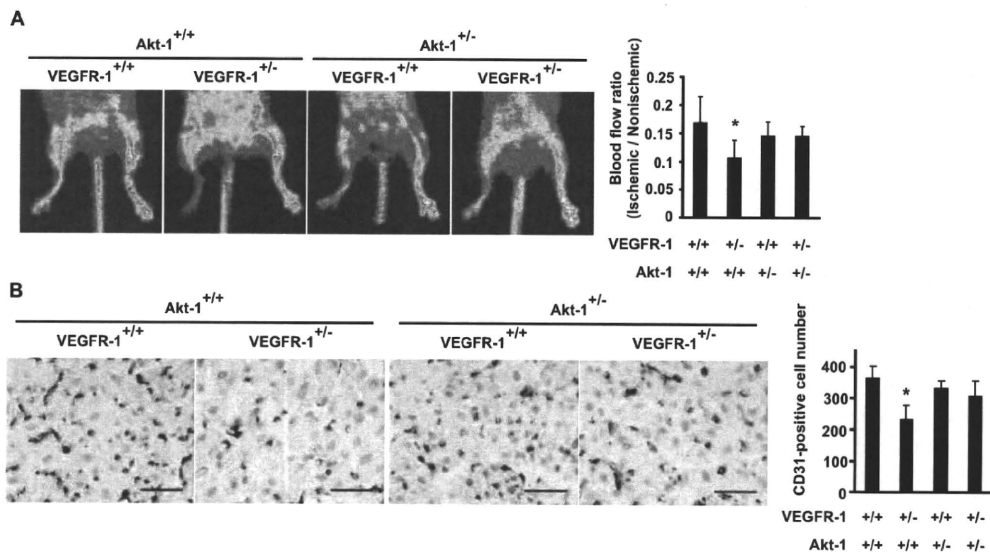 A
Akt-1+/+
Akt-1+/-
VEGFR-1+/+
VEGFR-1+/-
VEGFR-1+/+
VEGFR-1+/-
Blood flow ratio
(Ischemic / Nonischemic)
0.25
0.2
0.15
0.1
0.05
0
*
VEGFR-1 +/+ +/- +/+ +/-
Akt-1 +/+ +/+ +/- +/-
B
Akt-1+/+
Akt-1+/-
VEGFR-1+/+
VEGFR-1+/-
VEGFR-1+/+
VEGFR-1+/-
CD31-positive cell number
400
300
200
100
0
*
VEGFR-1 +/+ +/- +/+ +/-
Akt-1 +/+ +/+ +/- +/-